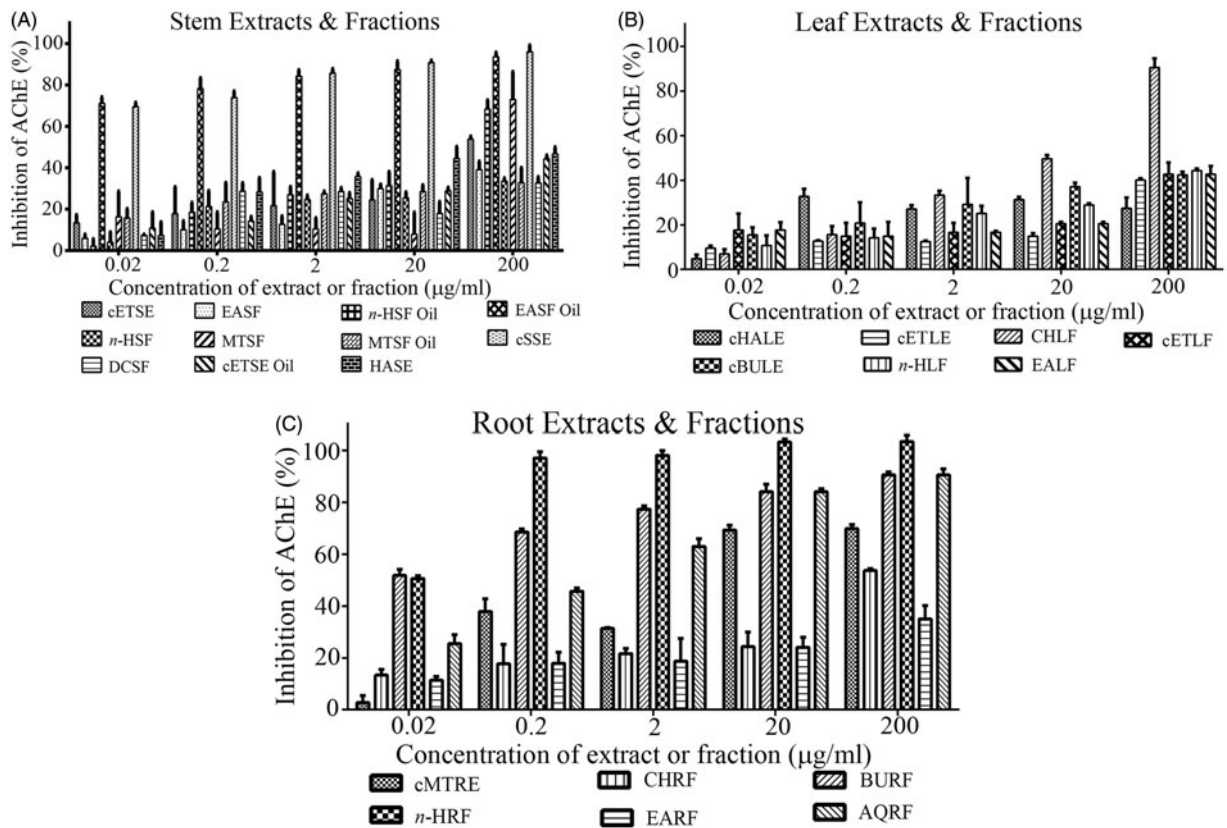 (A)
Stem Extracts & Fractions
Inhibition of AChE (%)
100
80
60
40
20
0
0.02 0.2 2 20 200
Concentration of extract or fraction (μg/ml)
cETSE EASF n-HSF Oil EASF Oil
n-HSF MTSF MTSF Oil cSSE
DCSF cETSE Oil HASE
(B)
Leaf Extracts & Fractions
Inhibition of AChE (%)
100
80
60
40
20
0
0.02 0.2 2 20 200
Concentration of extract or fraction (μg/ml)
cHALE cETLE CHLF cETLF
cBULE n-HLF EALF
(C)
Root Extracts & Fractions
Inhibition of AChE (%)
100
80
60
40
20
0
0.02 0.2 2 20 200
Concentration of extract or fraction (μg/ml)
cMTRE CHRF BURF
n-HRF EARF AQRF